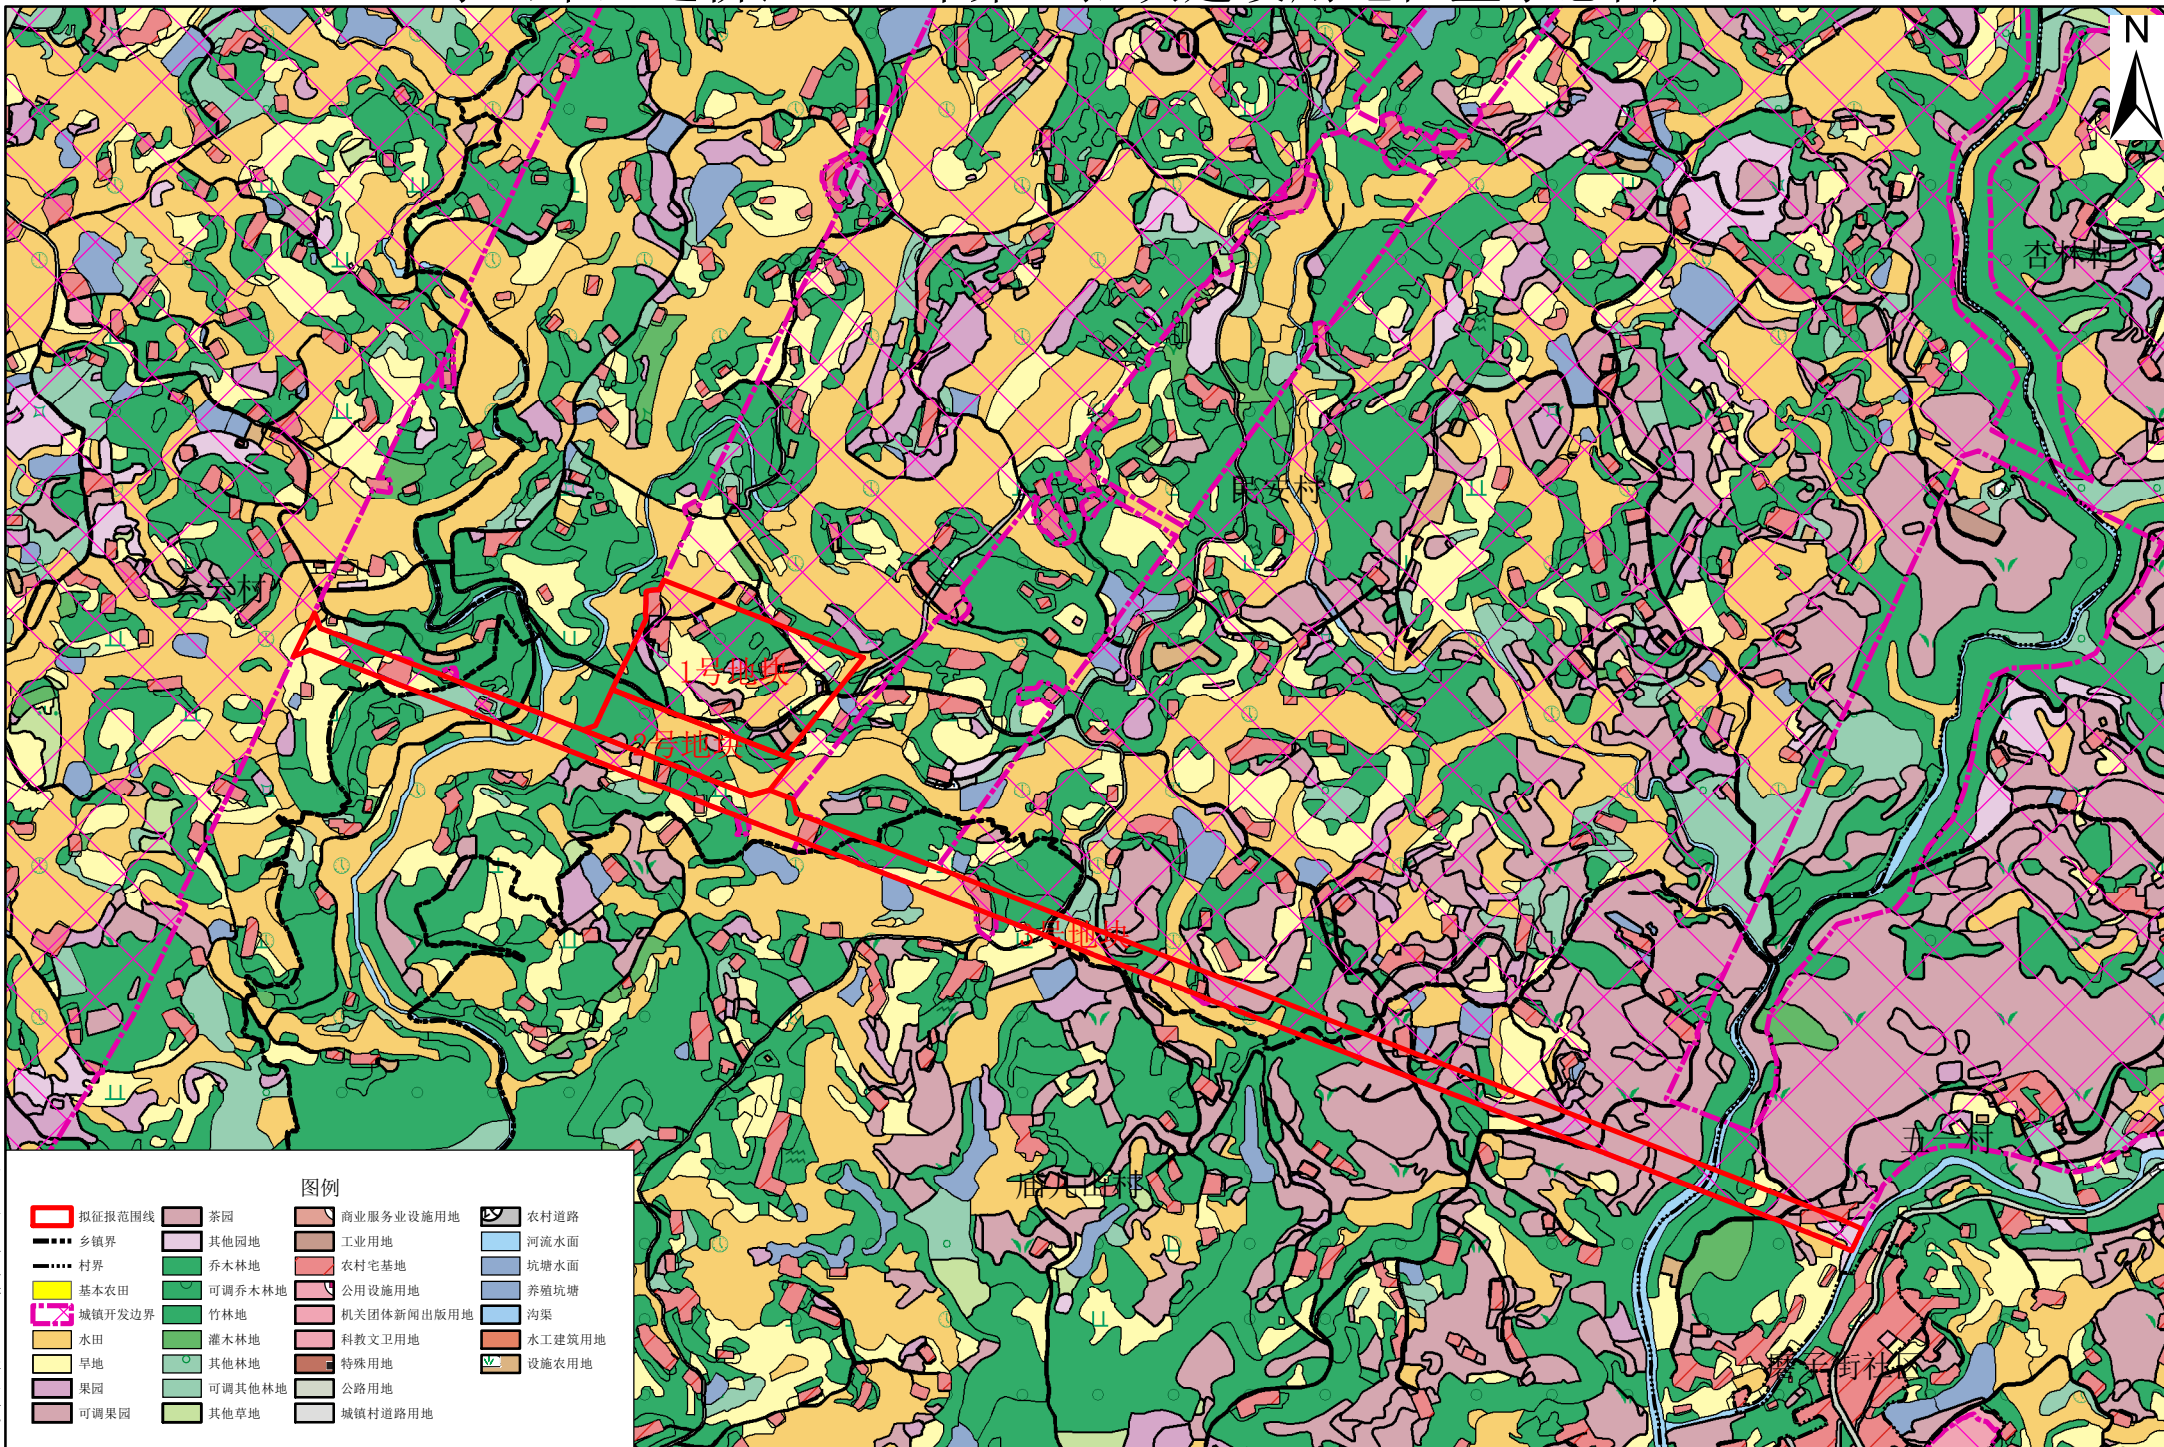 N
杏林村
民安村
1号地块
2号地块
3号地块
五一村
图例
拟征报范围线
乡镇界
村界
基本农田
城镇开发边界
水田
旱地
果园
可调果园
茶园
其他园地
乔木林地
可调乔木林地
竹林地
灌木林地
其他林地
可调其他林地
其他草地
商业服务业设施用地
工业用地
农村宅基地
公用设施用地
机关团体新闻出版用地
科教文卫用地
特殊用地
公路用地
城镇村道路用地
农村道路
河流水面
坑塘水面
养殖坑塘
沟渠
水工建筑用地
设施农用地